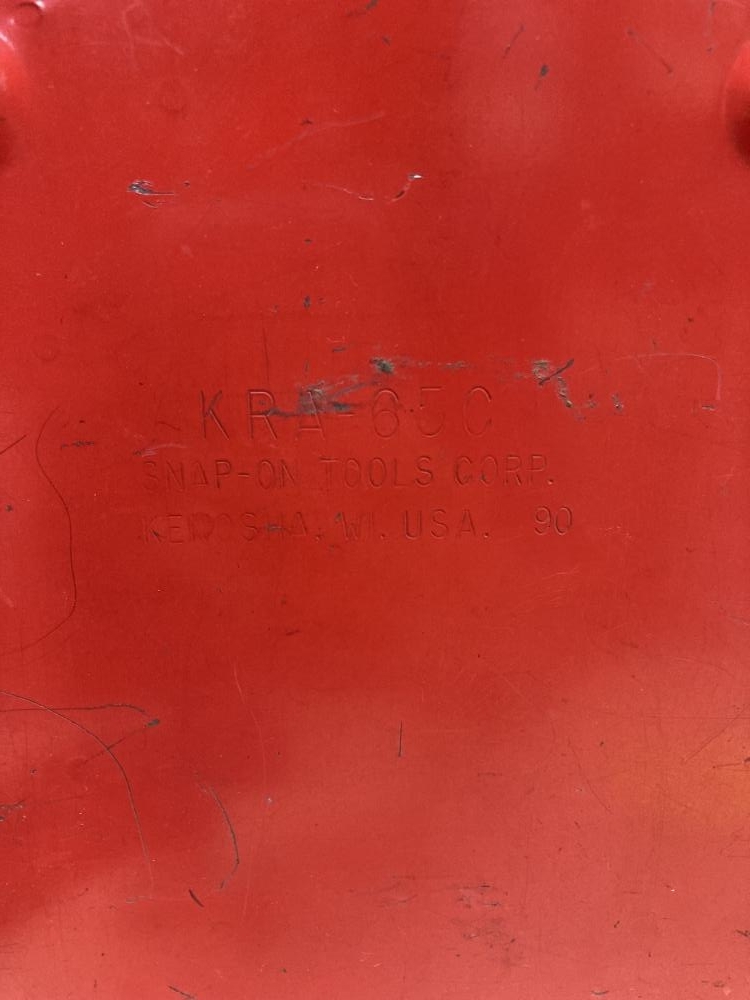 KRA-65C
SNAP-ON TOOLS CORP.
KENOSHA, WI. USA. 90